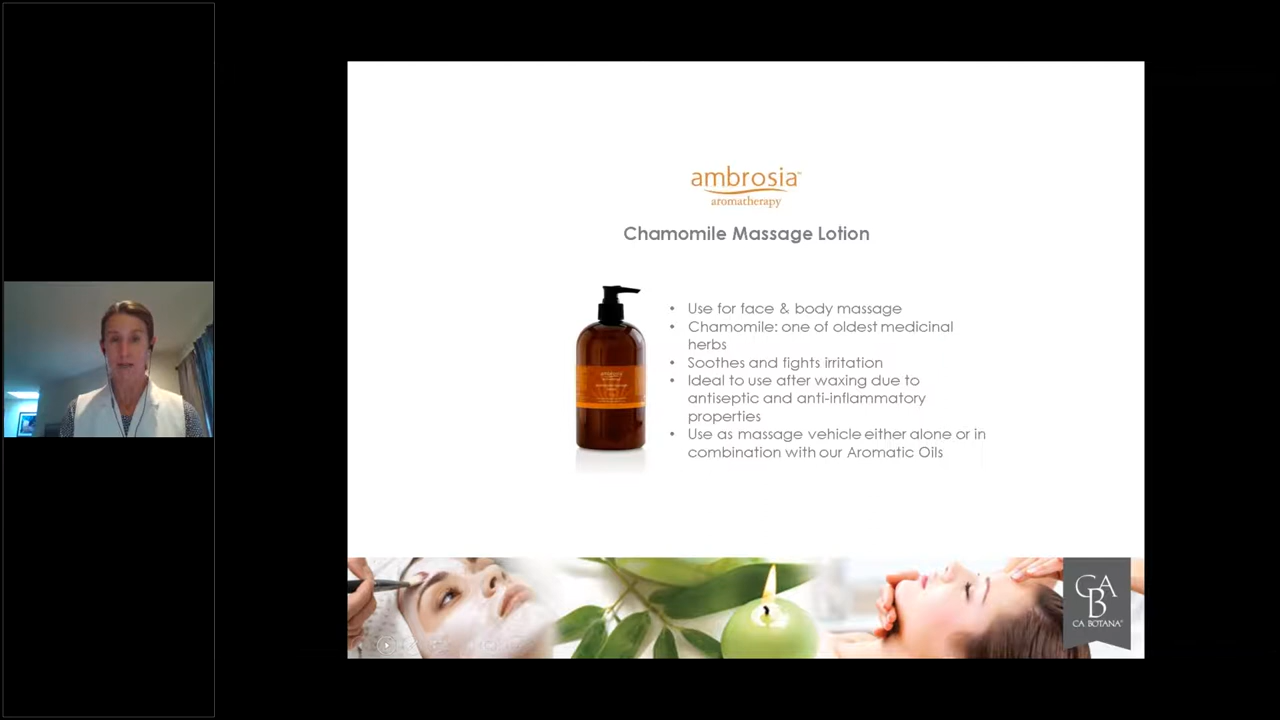 ambrosia
aromatherapy
Chamomile Massage Lotion
• Use for face & body massage
• Chamomile: one of oldest medicinal
herbs
• Soothes and fights irritation
• Ideal to use after waxing due to
antiseptic and anti-inflammatory
properties
• Use as massage vehicle either alone or in
combination with our Aromatic Oils
CA
B
CA BOTANA®